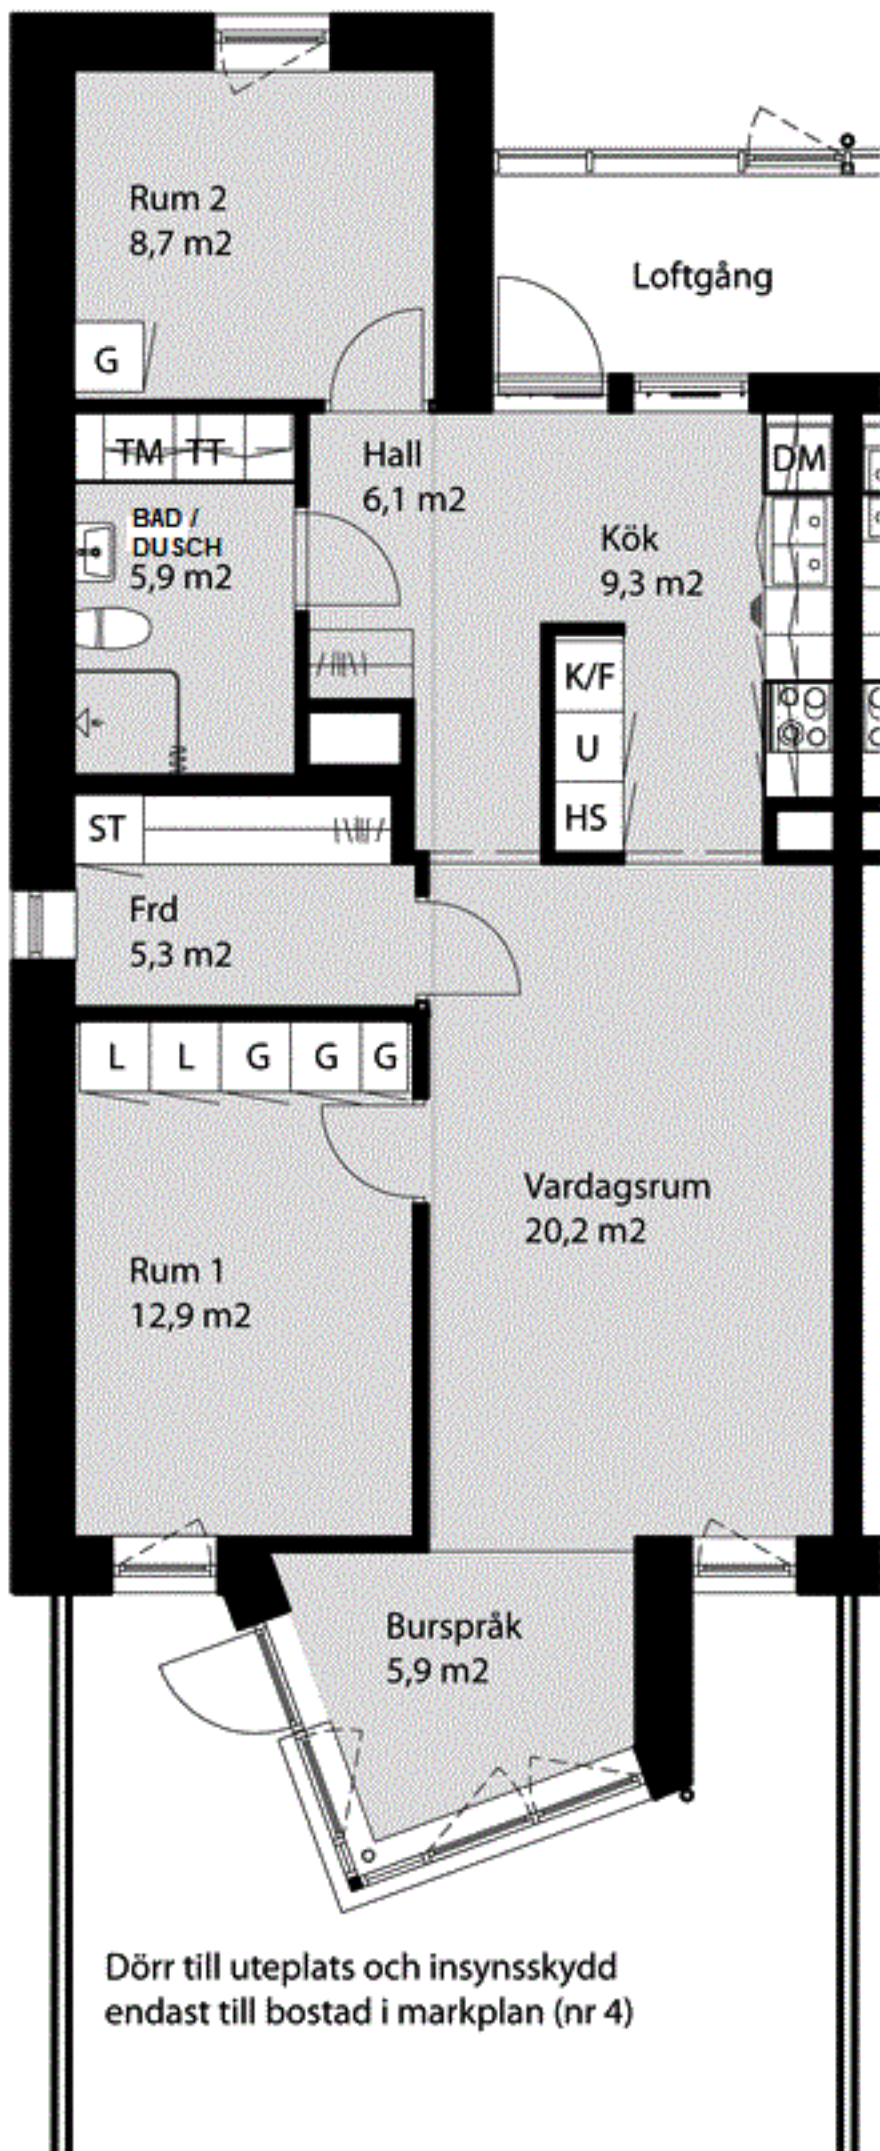 Rum 2
8,7 m2
Loftgång
G
TM TT
Hall
6,1 m2
DM
BAD /
DUSCH
5,9 m2
Kök
9,3 m2
K/F
U
HS
ST
Frd
5,3 m2
L L G G G
Vardagsrum
20,2 m2
Rum 1
12,9 m2
Burspråk
5,9 m2
Dörr till uteplats och insynsskydd
endast till bostad i markplan (nr 4)